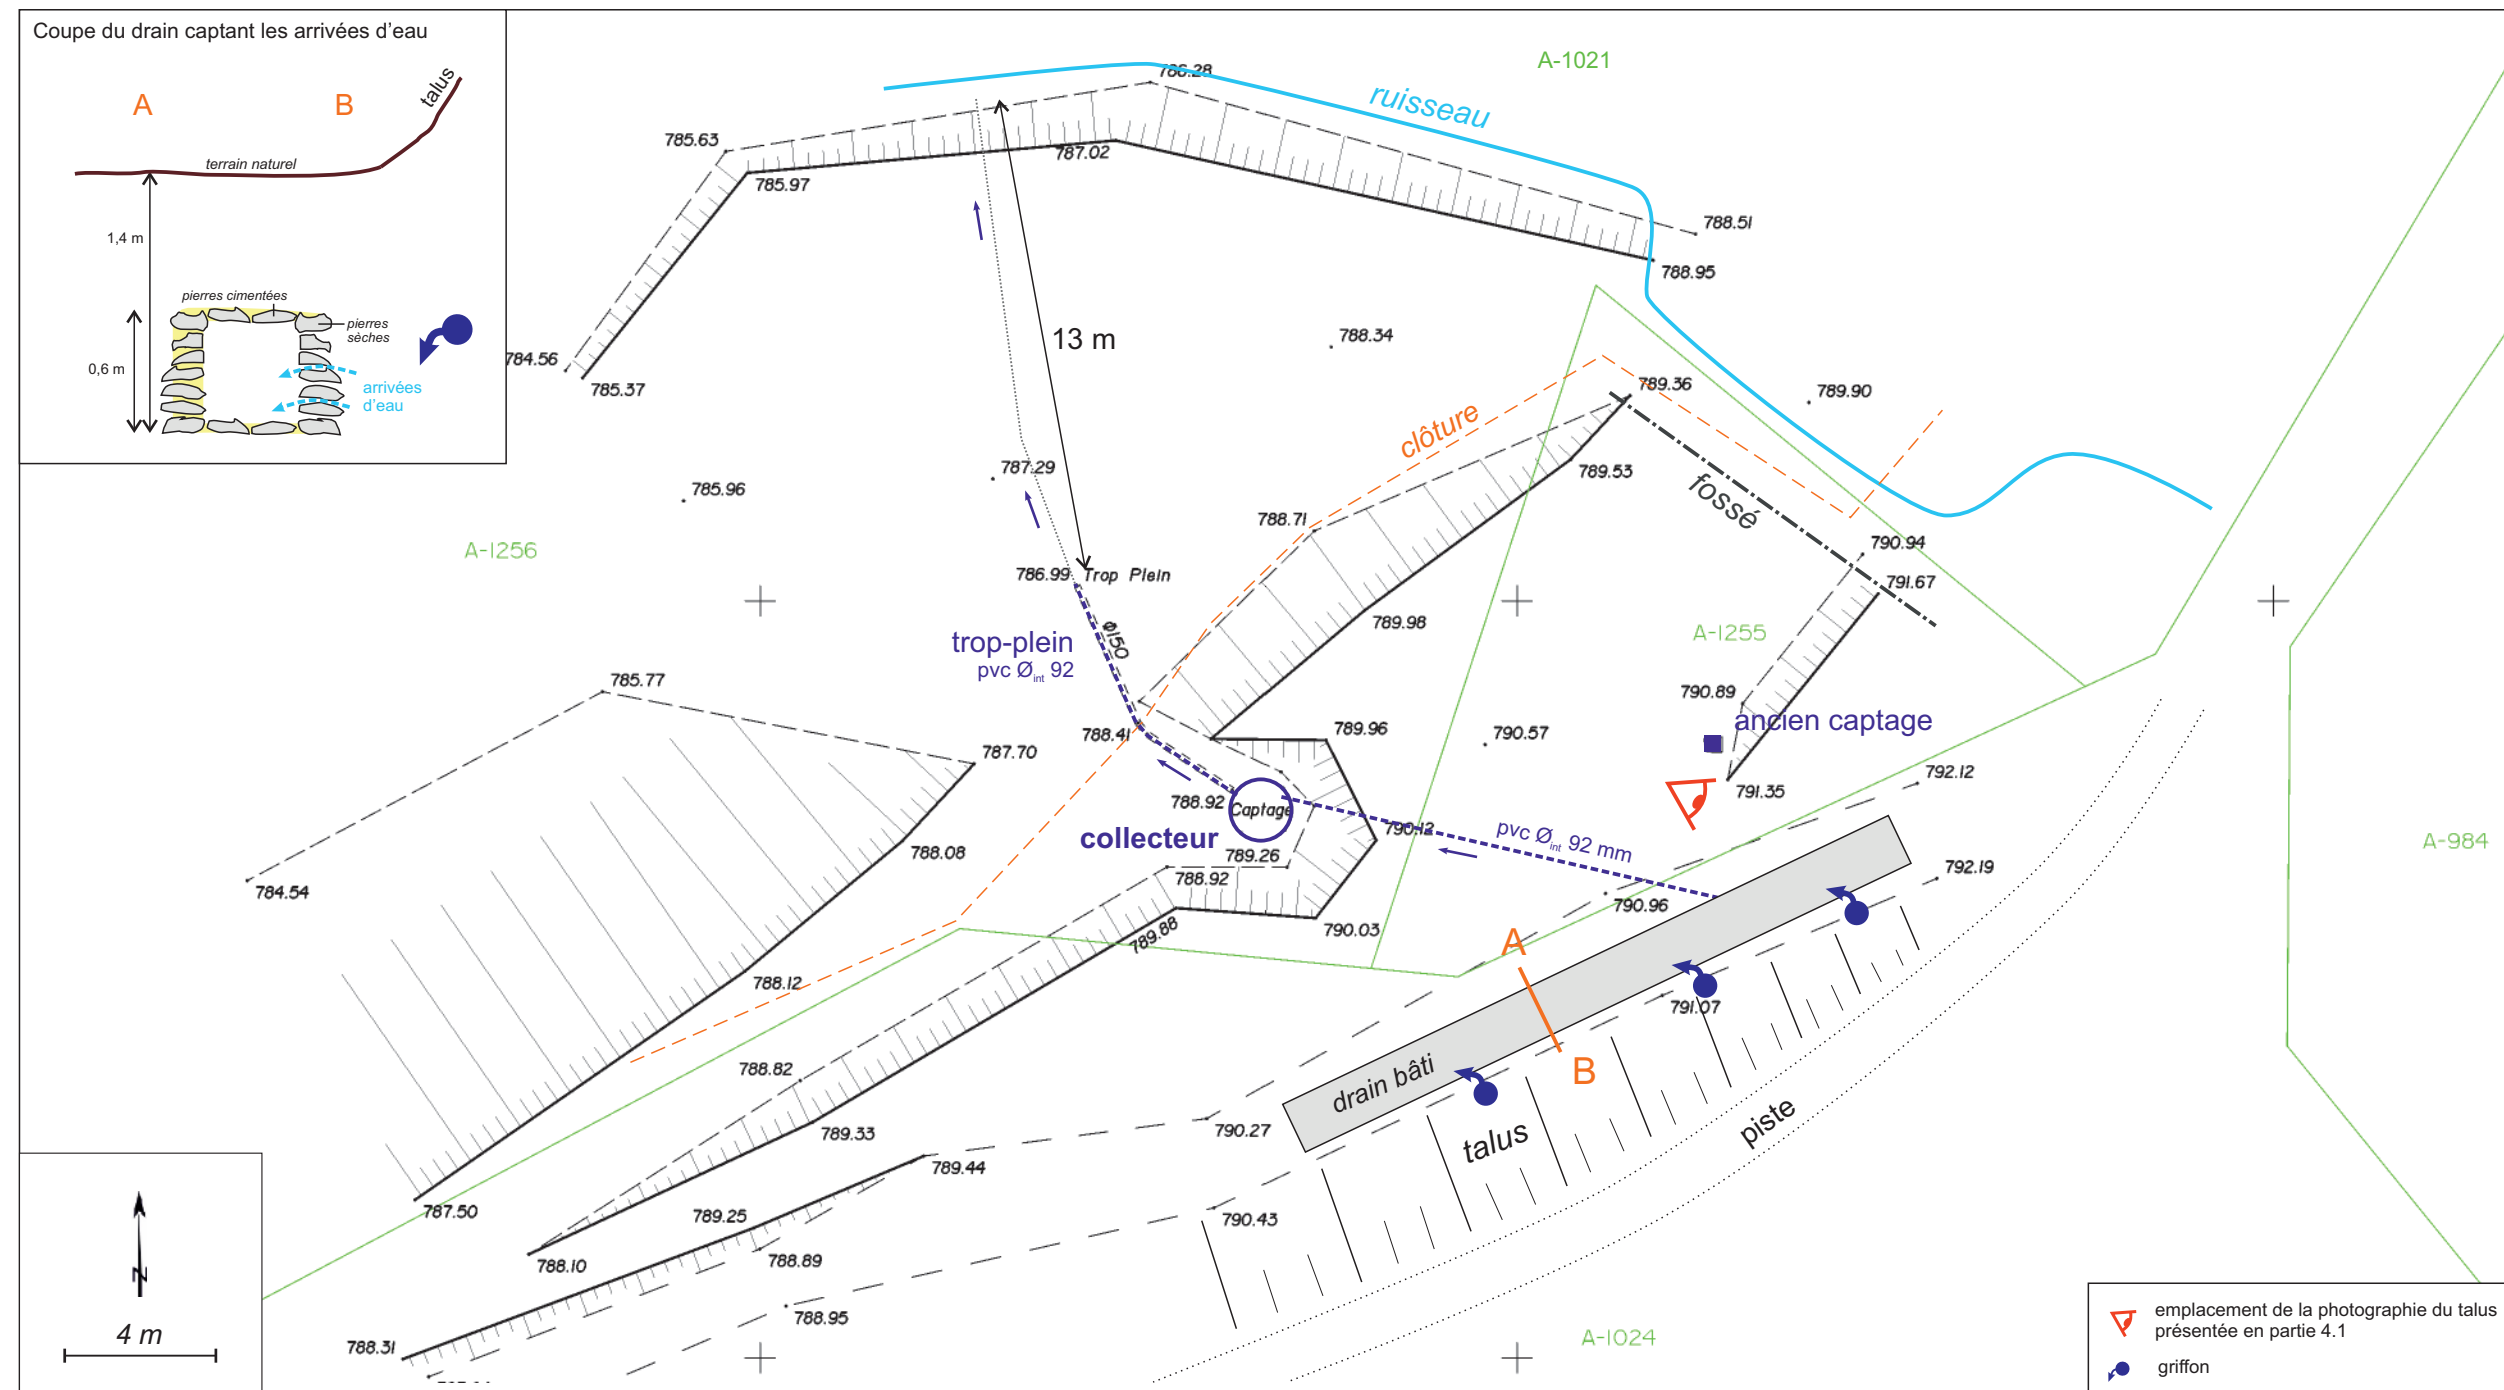 Coupe du drain captant les arrivées d'eau
A
B
talus
terrain naturel
1,4 m
pierres cimentées
pierres
sèches
0,6 m
arrivées
d'eau
A-1021
786.28
ruisseau
785.63
787.02
785.97
788.51
788.95
784.56
785.37
13 m
788.34
789.36
789.90
clôture
787.29
789.53
785.96
fossé
788.71
A-1256
790.94
786.99
Trop Plein
791.67
Φ150
789.98
trop-plein
pvc Øint 92
A-1255
785.77
790.89
ancien captage
788.41
789.96
790.57
787.70
792.12
791.35
788.92
Captage
collecteur
790.12
pvc Øint 92 mm
A-984
788.08
789.26
788.92
792.19
784.54
790.96
789.88
790.03
A
788.12
791.07
788.82
B
drain bâti
789.33
790.27
talus
piste
789.44
787.50
789.25
790.43
788.10
788.89
N
4 m
788.95
788.31
A-1024
emplacement de la photographie du talus
présentée en partie 4.1
griffon